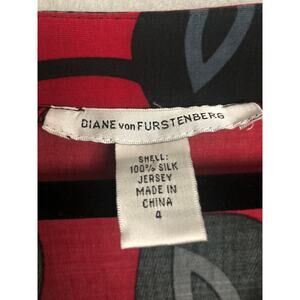 DIANE von FURSTENBERG
SHELL:
100% SILK
JERSEY
MADE IN
CHINA
4